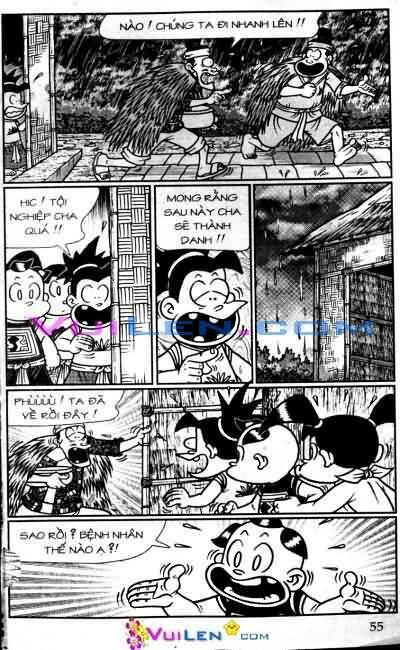 NÀO! CHÚNG TA ĐI NHANH LÊN!!
HIC! TỘI
NGHIỆP CHA
QUÁ!!
MONG RẰNG
SAU NÀY CHA
SẼ THÀNH
DANH!!
VUILEN.COM
PHÙÙÙÙ! TA ĐÃ
VỀ RỒI ĐÂY!
SAO RỒI? BỆNH NHÂN
THẾ NÀO Ạ?!
55
VUILEN.COM